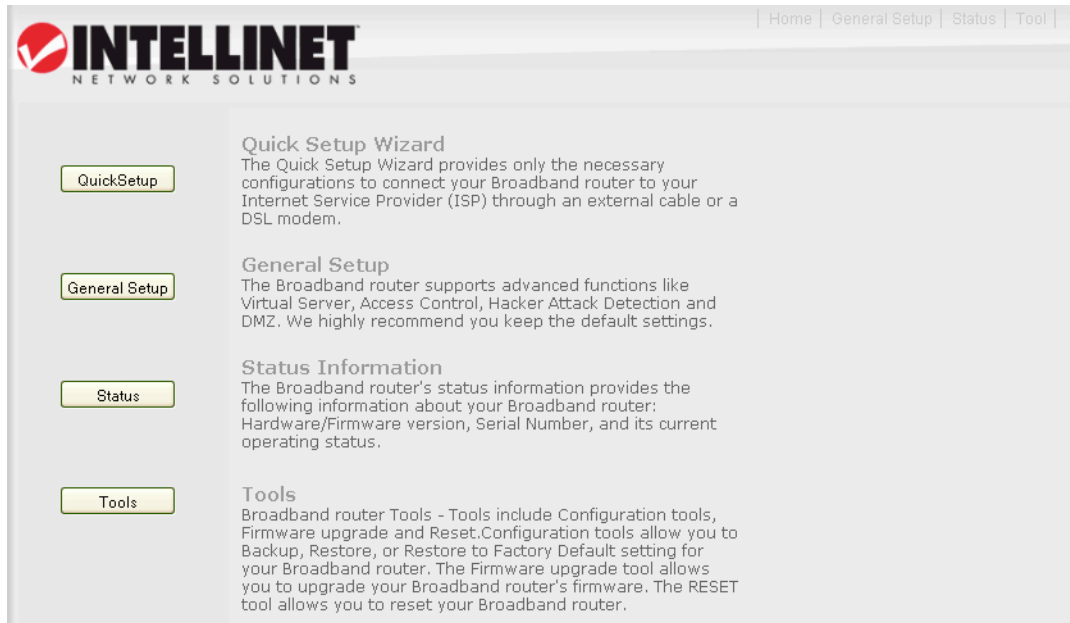 INTELLINET
NETWORK SOLUTIONS
| Home | General Setup | Status | Tool |
QuickSetup
Quick Setup Wizard
The Quick Setup Wizard provides only the necessary
configurations to connect your Broadband router to your
Internet Service Provider (ISP) through an external cable or a
DSL modem.
General Setup
General Setup
The Broadband router supports advanced functions like
Virtual Server, Access Control, Hacker Attack Detection and
DMZ. We highly recommend you keep the default settings.
Status
Status Information
The Broadband router's status information provides the
following information about your Broadband router:
Hardware/Firmware version, Serial Number, and its current
operating status.
Tools
Tools
Broadband router Tools - Tools include Configuration tools,
Firmware upgrade and Reset.Configuration tools allow you to
Backup, Restore, or Restore to Factory Default setting for
your Broadband router. The Firmware upgrade tool allows
you to upgrade your Broadband router's firmware. The RESET
tool allows you to reset your Broadband router.